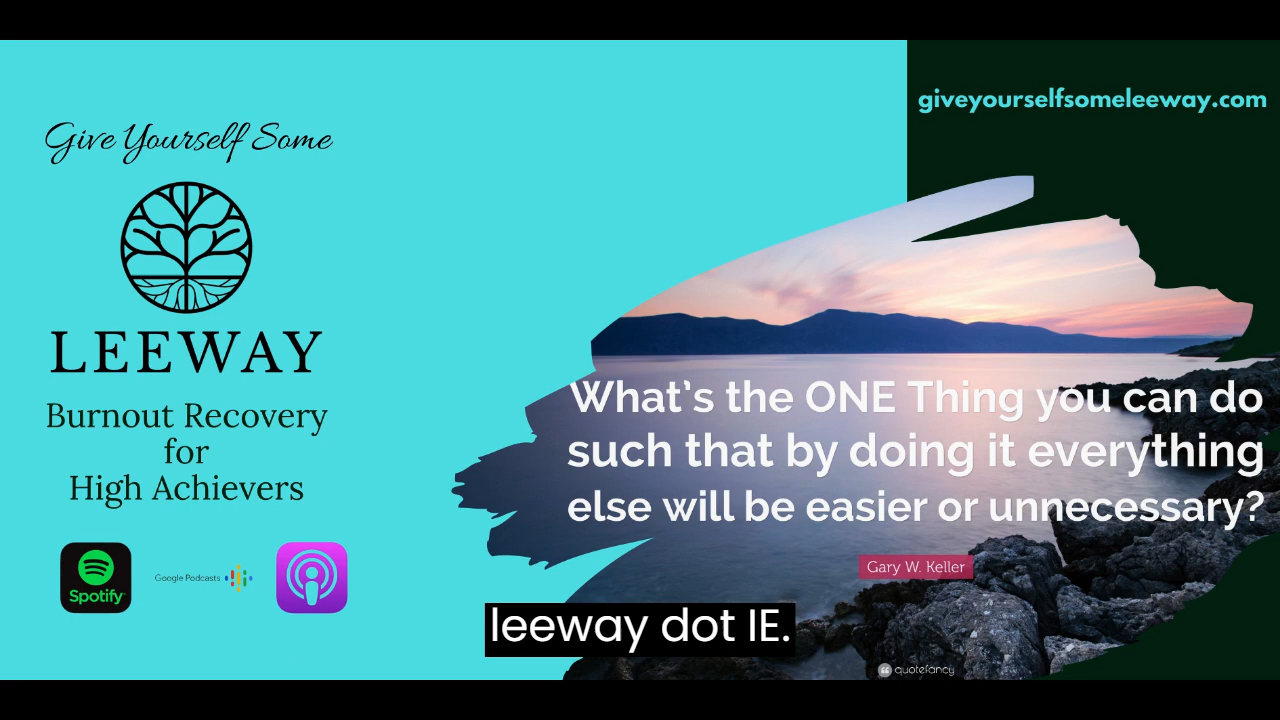 giveyourselfsomeleeway.com
Give Yourself Some
LEEWAY
Burnout Recovery
for
High Achievers
Spotify
Google Podcasts
What's the ONE Thing you can do
such that by doing it everything
else will be easier or unnecessary?
Gary W. Keller
leeway dot IE.
quotefancy